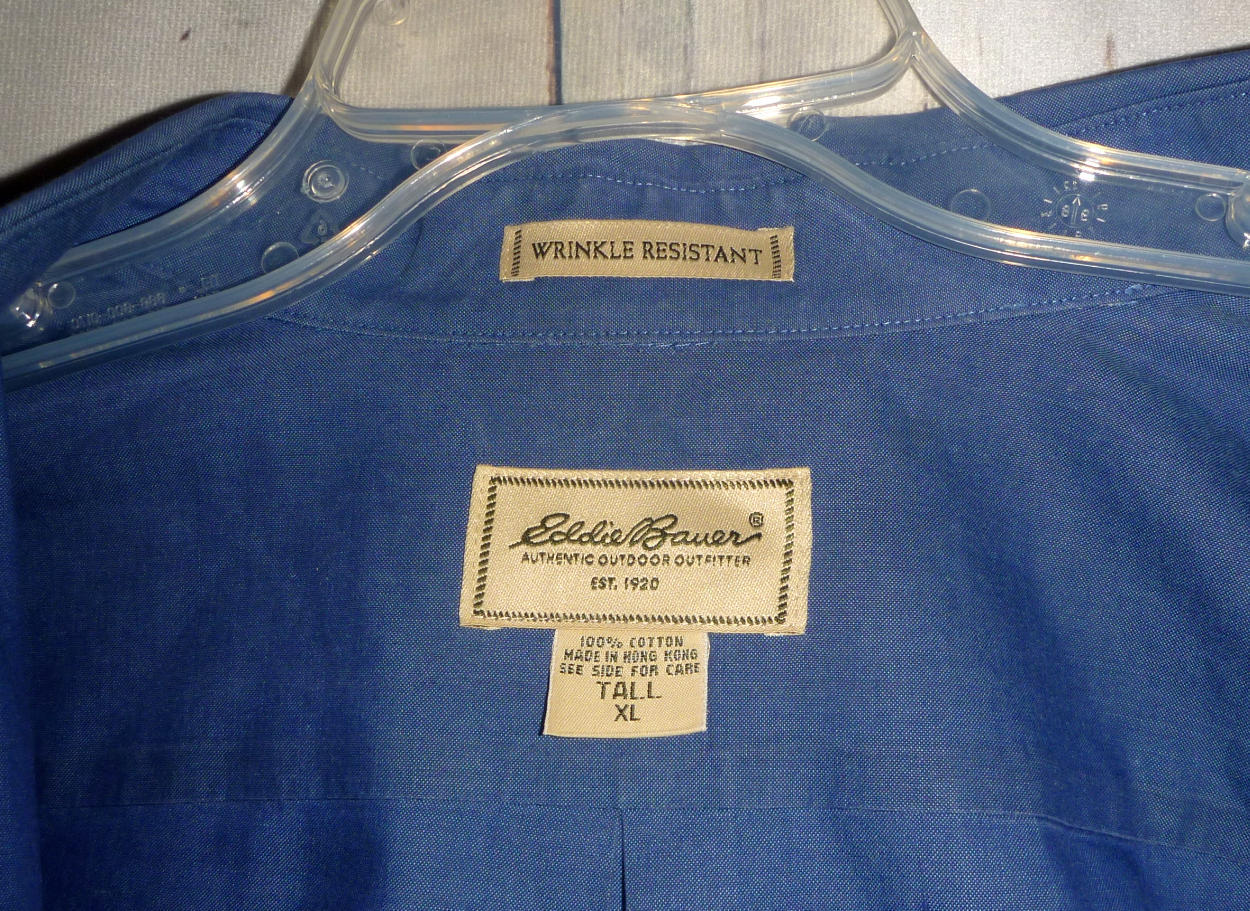 WRINKLE RESISTANT
Eddie Bauer®
AUTHENTIC OUTDOOR OUTFITTER
EST. 1920
100% COTTON
MADE IN HONG KONG
SEE SIDE FOR CARE
TALL
XL